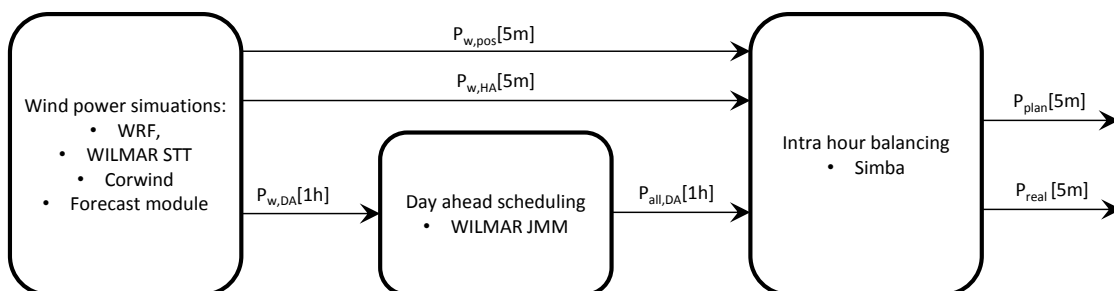 P_w,pos[5m]
P_w,HA[5m]
Wind power simuations:
• WRF,
• WILMAR STT
• Corwind
• Forecast module
P_w,DA[1h]
Day ahead scheduling
• WILMAR JMM
P_all,DA[1h]
Intra hour balancing
• Simba
P_plan[5m]
P_real [5m]